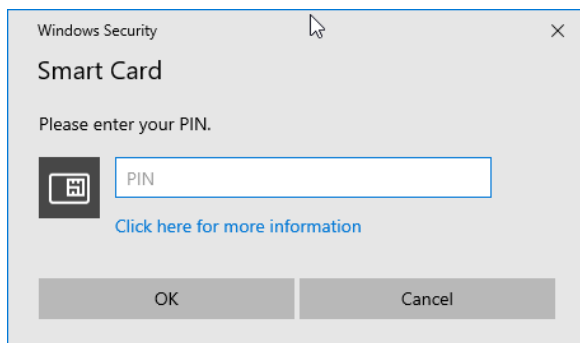 Windows Security
Smart Card
Please enter your PIN.
PIN
Click here for more information
OK
Cancel